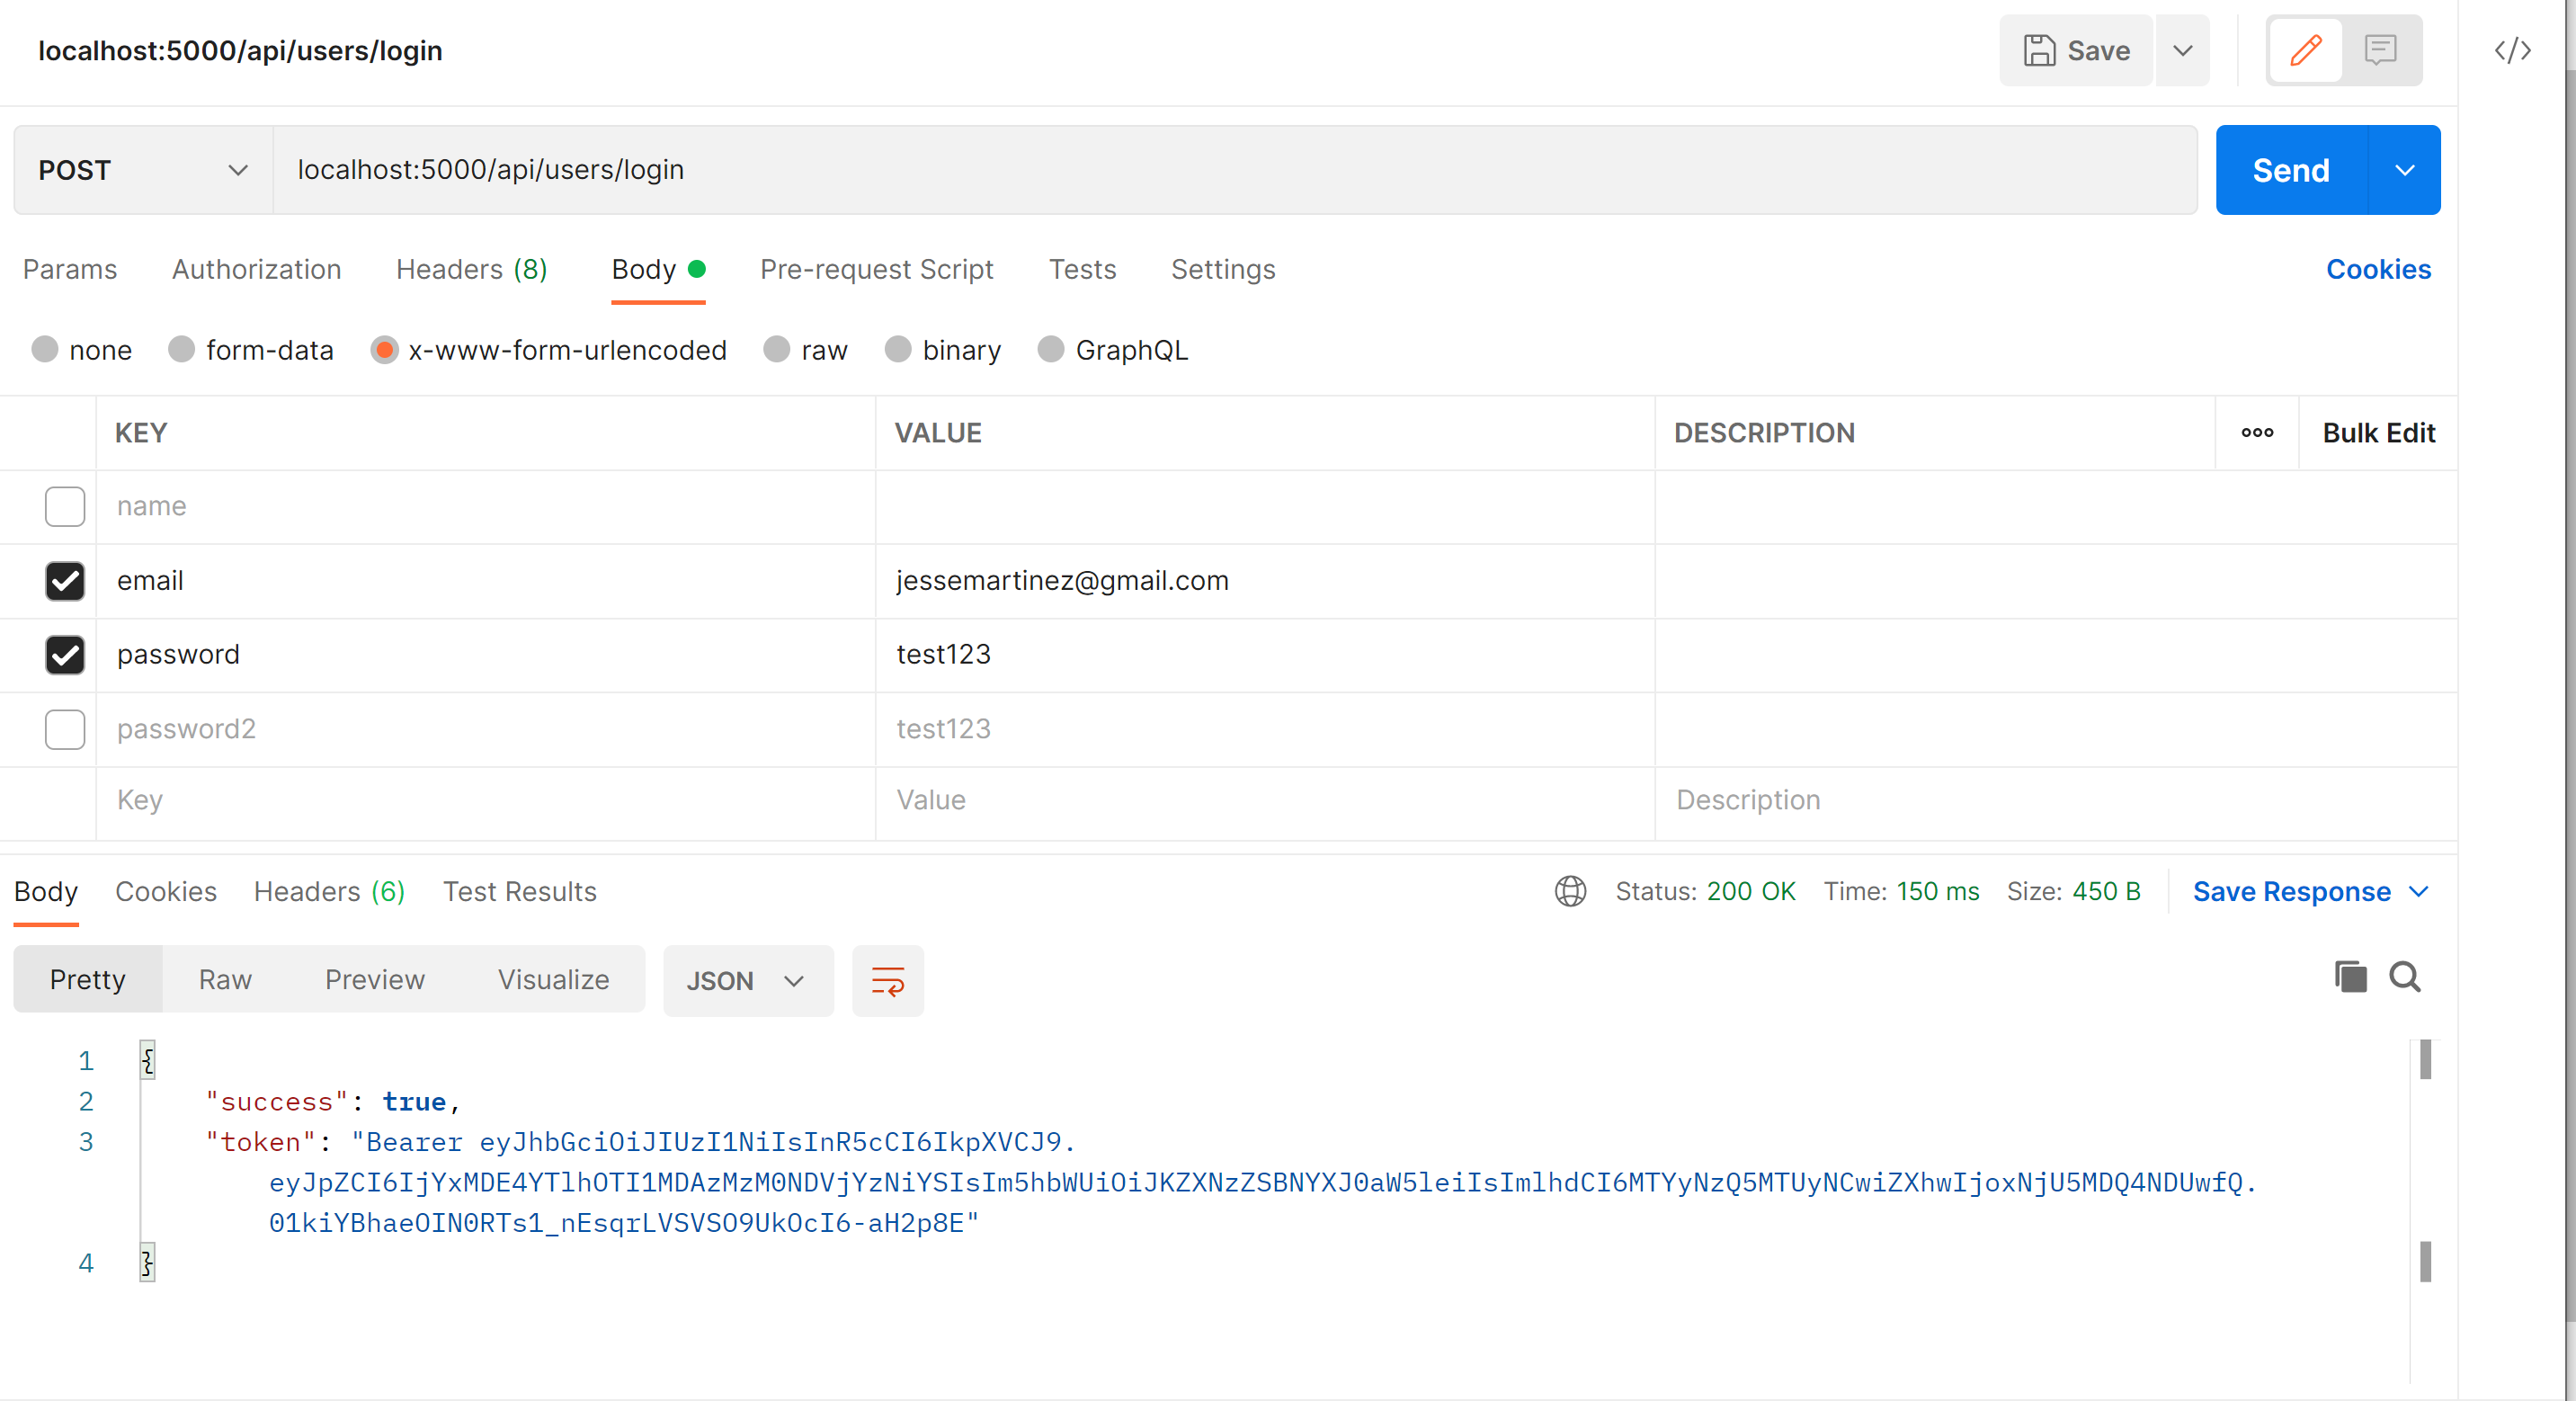 localhost:5000/api/users/login
Save
POST
localhost:5000/api/users/login
Send
Params Authorization Headers (8) Body Pre-request Script Tests Settings Cookies
none form-data x-www-form-urlencoded raw binary GraphQL
KEY VALUE DESCRIPTION ooo Bulk Edit
name
email jessemartinez@gmail.com
password test123
password2 test123
Key Value Description
Body Cookies Headers (6) Test Results Status: 200 OK Time: 150 ms Size: 450 B Save Response
Pretty Raw Preview Visualize JSON
1 {
2 "success": true,
3 "token": "Bearer eyJhbGciOiJIUzI1NiIsInR5cCI6IkpXVCJ9.
eyJpZCI6IjYxMDE4YTlhOTI1MDAzMzM0NDVjYzNiYSIsIm5hbWUiOiJKZXNzZSBNYXJ0aW5leiIsImlhdCI6MTYyNzQ5MTUyNCwiZXhwIjoxNjU5MDQ4NDUwfQ.
01kiYBhaeOIN0RTs1_nEsqrLVSVSO9UkOcI6-aH2p8E"
4 }